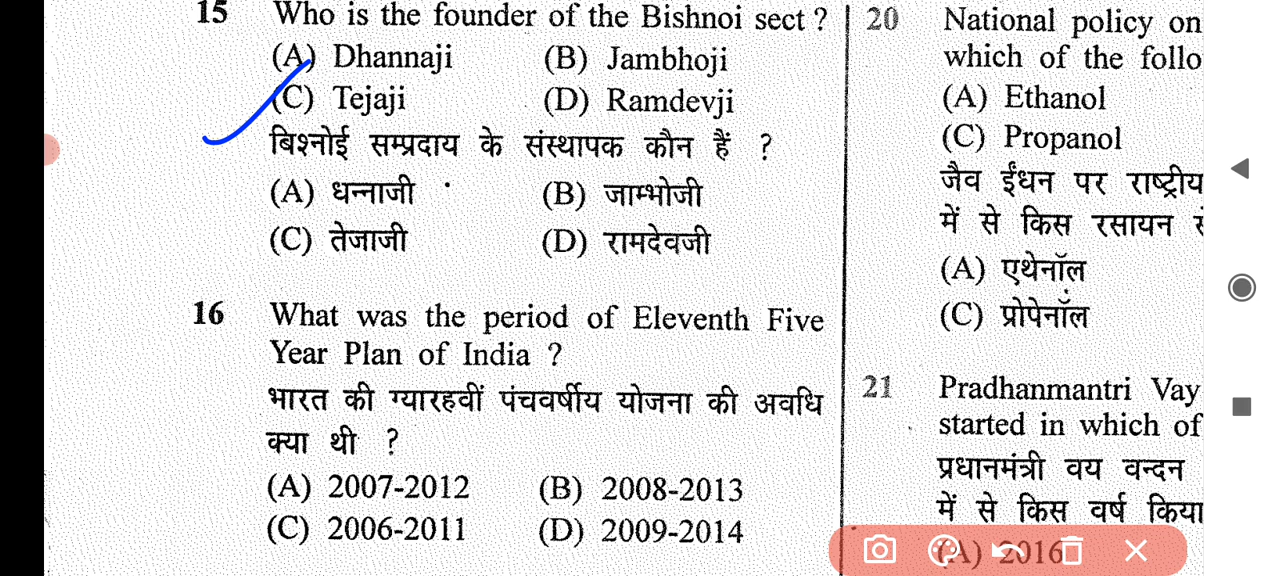 15 Who is the founder of the Bishnoi sect ?
(A) Dhannaji (B) Jambhoji
(C) Tejaji (D) Ramdevji
बिश्नोई सम्प्रदाय के संस्थापक कौन हैं ?
(A) धन्नाजी (B) जाम्भोजी
(C) तेजाजी (D) रामदेवजी
16 What was the period of Eleventh Five
Year Plan of India ?
भारत की ग्यारहवीं पंचवर्षीय योजना की अवधि
क्या थी ?
(A) 2007-2012 (B) 2008-2013
(C) 2006-2011 (D) 2009-2014
20 National policy on
which of the follo
(A) Ethanol
(C) Propanol
जैव ईंधन पर राष्ट्रीय
में से किस रसायन
(A) एथेनॉल
(C) प्रोपेनॉल
21 Pradhanmantri Vay
started in which of
प्रधानमंत्री वय वन्दन
में से किस वर्ष किया
(A) 2016